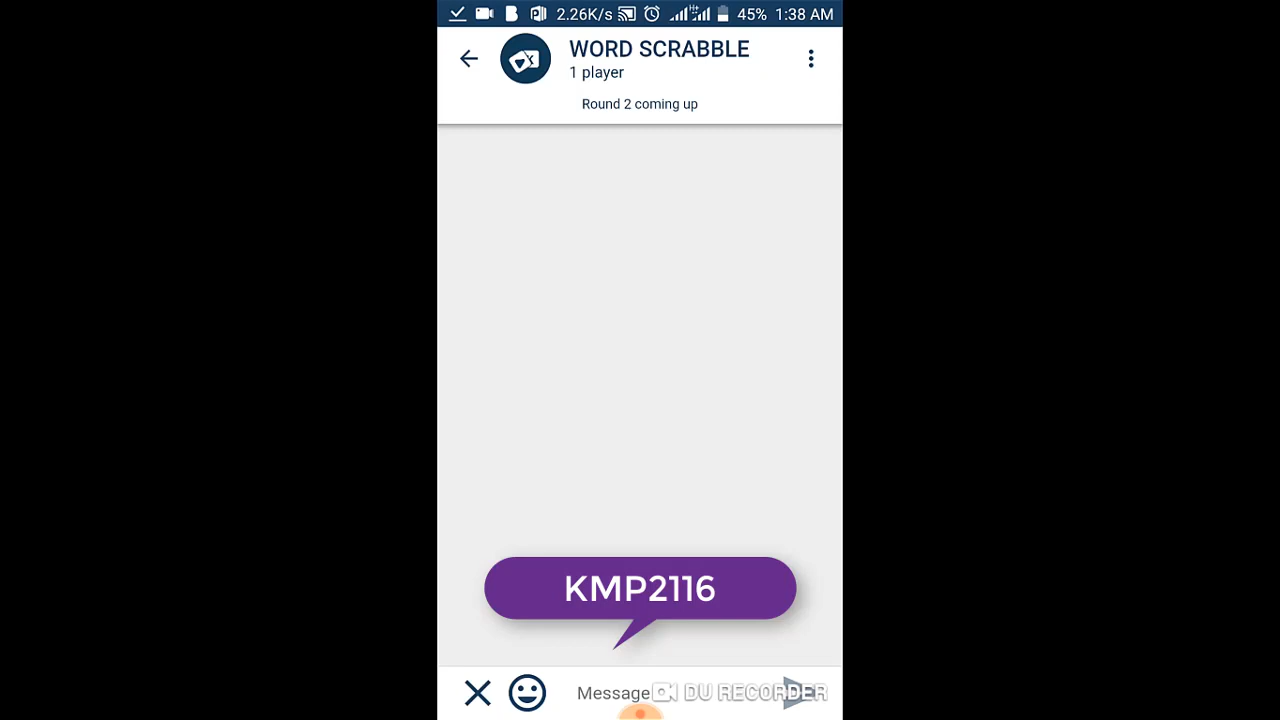 2.26K/s 45% 1:38 AM
WORD SCRABBLE
1 player
Round 2 coming up
KMP2116
Message
DU RECORDER